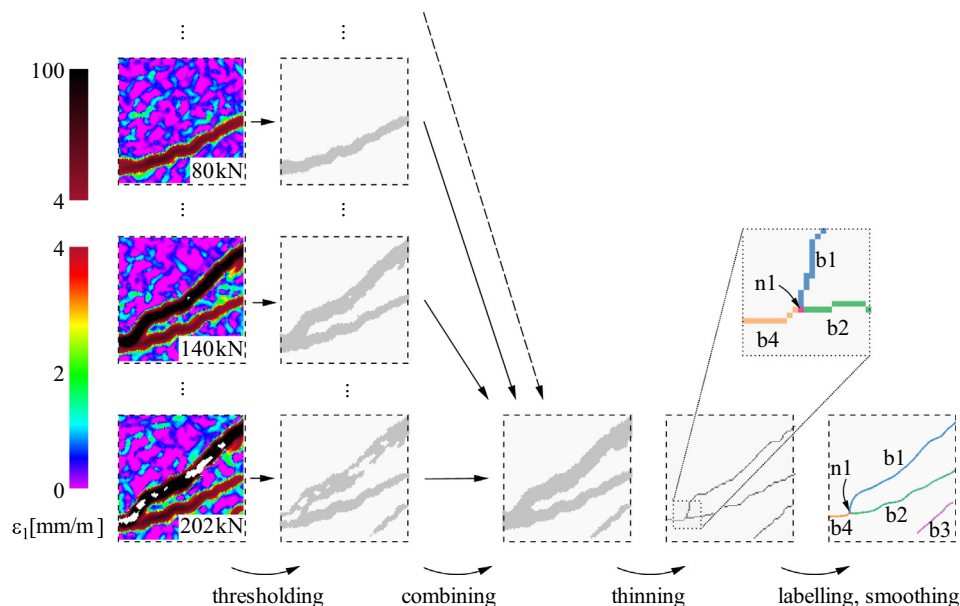 ⋮
⋮
100
4
80kN
⋮
⋮
4
2
0
140kN
b1
n1
b4
b2
⋮
⋮
202kN
n1
b1
b4
b2
b3
ε₁[mm/m]
thresholding
combining
thinning
labelling, smoothing